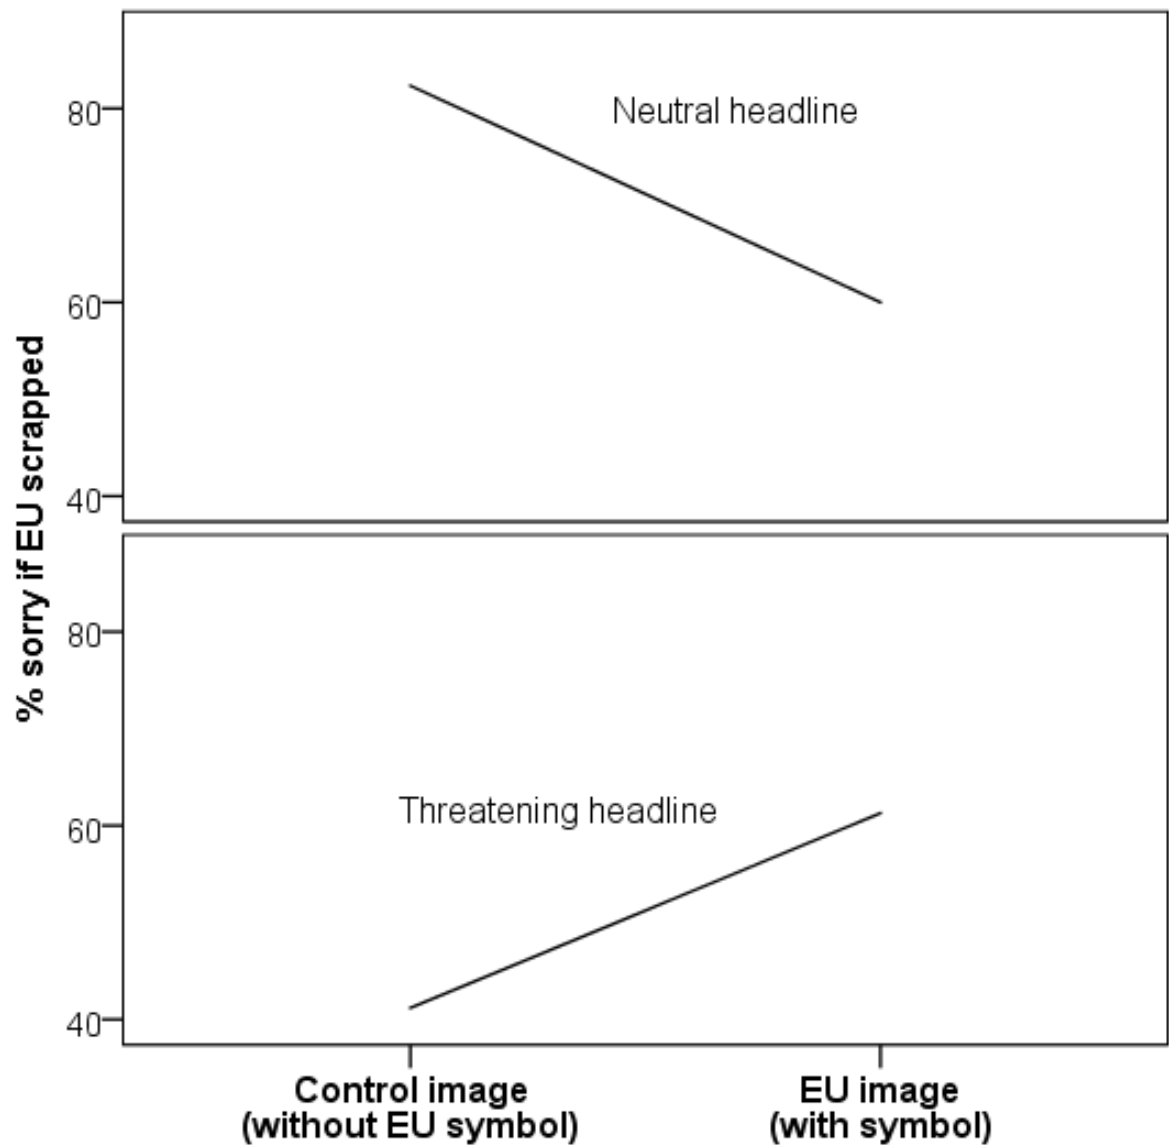 % sorry if EU scrapped
80
Neutral headline
60
40
80
Threatening headline
60
40
Control image
(without EU symbol)
EU image
(with symbol)